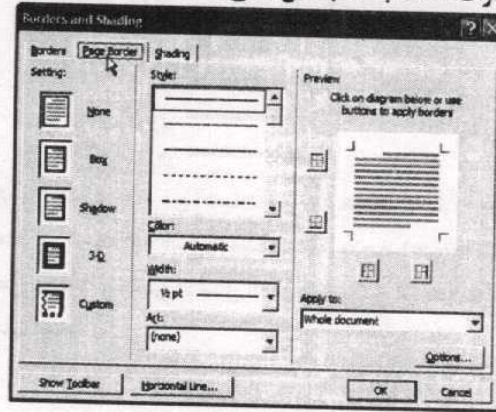 Borders and Shading
Borders Page Border Shading
Setting:
None
Box
Shadow
3-D
Custom
Style:
Color:
Automatic
Width:
½ pt
Art:
(none)
Preview
Click on diagram below or use
buttons to apply borders
Apply to:
Whole document
Options...
Show Toolbar
Horizontal Line...
OK
Cancel